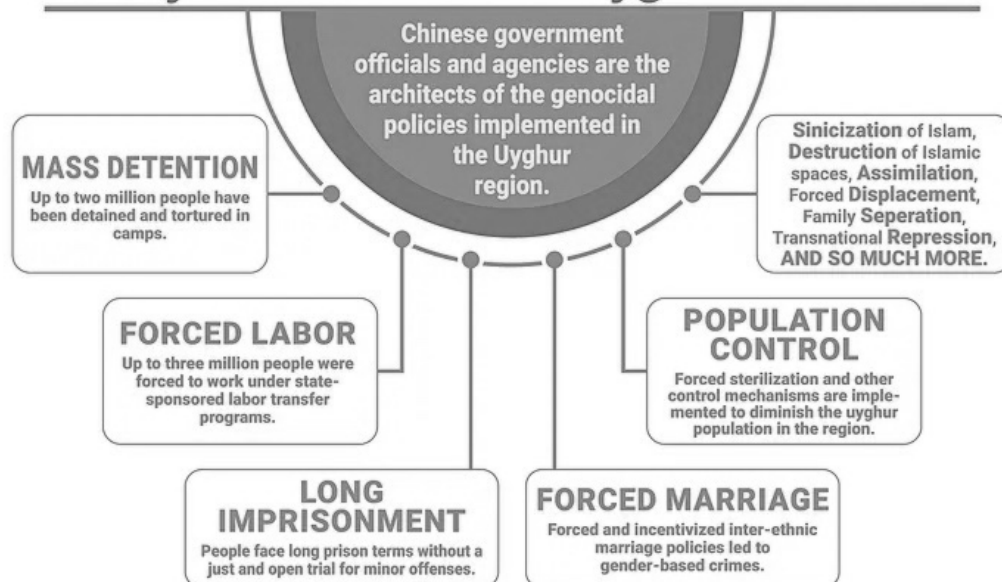 Chinese government
officials and agencies are the
architects of the genocidal
policies implemented in
the Uyghur
region.
MASS DETENTION
Up to two million people have
been detained and tortured in
camps.
Sinicization of Islam,
Destruction of Islamic
spaces, Assimilation,
Forced Displacement,
Family Seperation,
Transnational Repression,
AND SO MUCH MORE.
FORCED LABOR
Up to three million people were
forced to work under state-
sponsored labor transfer
programs.
POPULATION
CONTROL
Forced sterilization and other
control mechanisms are imple-
mented to diminish the uyghur
population in the region.
LONG
IMPRISONMENT
People face long prison terms without a
just and open trial for minor offenses.
FORCED MARRIAGE
Forced and incentivized inter-ethnic
marriage policies led to
gender-based crimes.